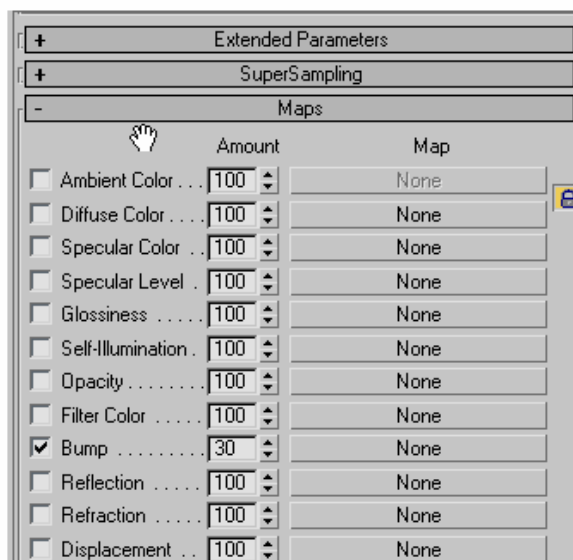 + Extended Parameters
+ SuperSampling
- Maps
Amount Map
Ambient Color . . . 100 None
Diffuse Color . . . . 100 None
Specular Color . . 100 None
Specular Level . 100 None
Glossiness . . . . . 100 None
Self-Illumination . 100 None
Opacity . . . . . . . . 100 None
Filter Color . . . . . 100 None
Bump . . . . . . . . . 30 None
Reflection . . . . . 100 None
Refraction . . . . . 100 None
Displacement . . 100 None